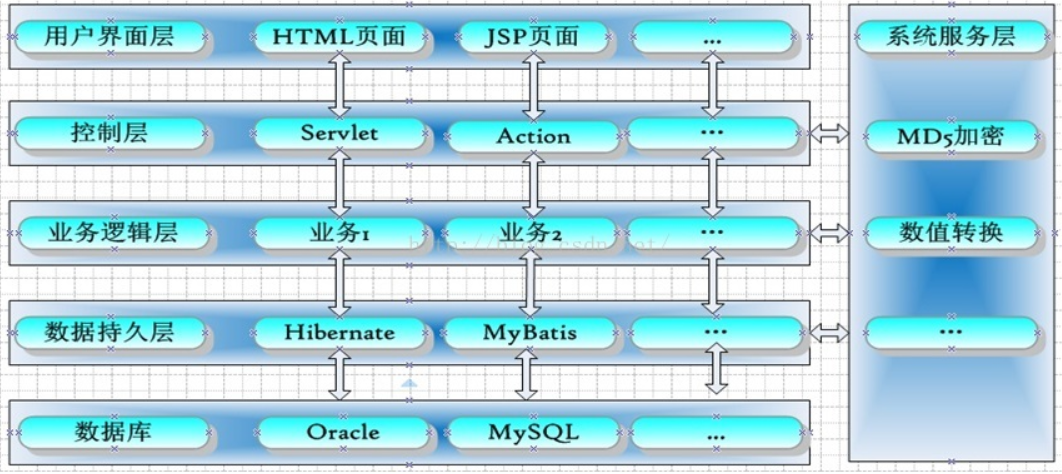 用户界面层 HTML页面 JSP页面 ... 系统服务层
控制层 Servlet Action ... MD5加密
业务逻辑层 业务1 业务2 ... 数值转换
http://blog.csdn.net/
数据持久层 Hibernate MyBatis ... ...
数据库 Oracle MySQL ...